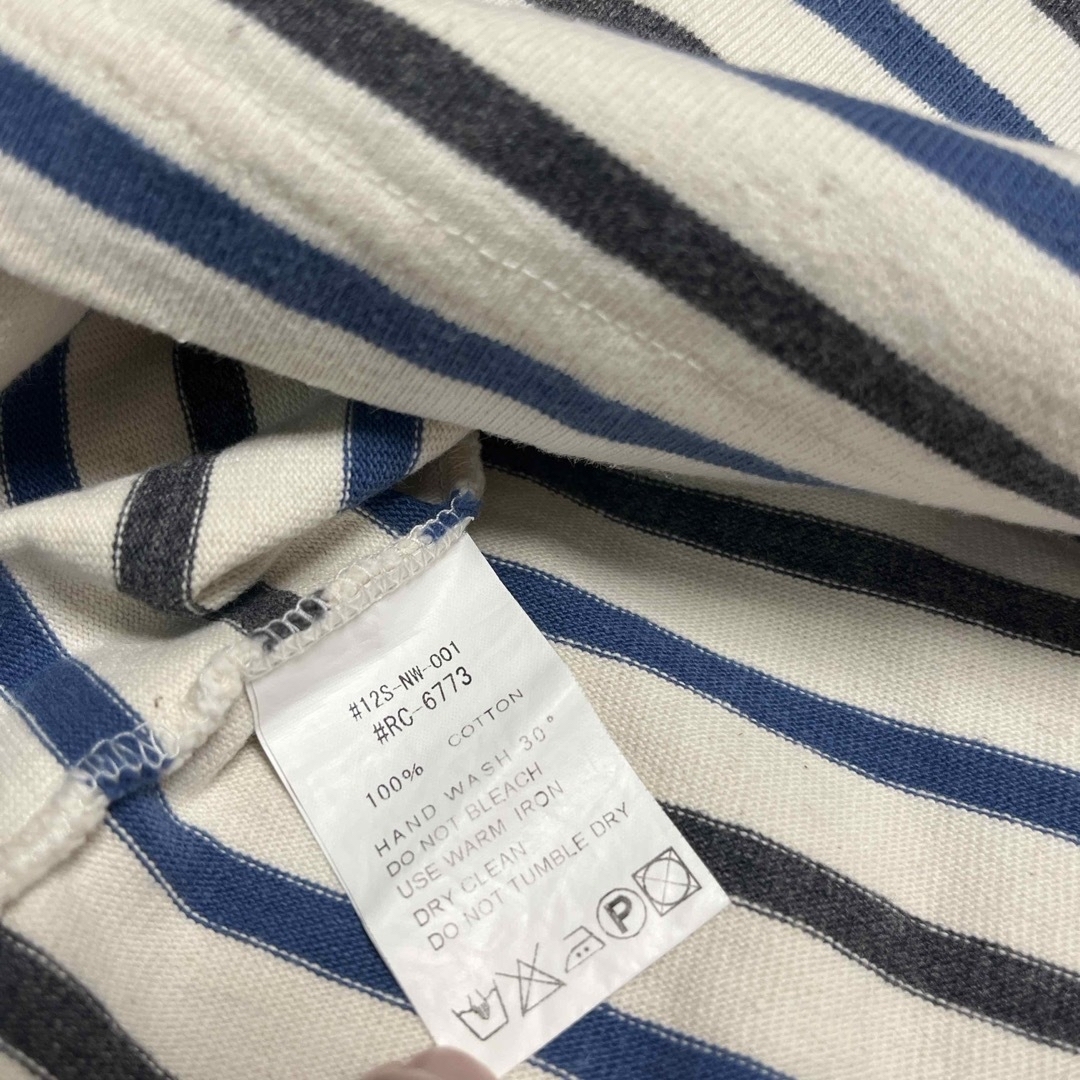 #12S-NW-001
#RC-6773
100% COTTON
HAND WASH 30°
DO NOT BLEACH
USE WARM IRON
DRY CLEAN
DO NOT TUMBLE DRY
P